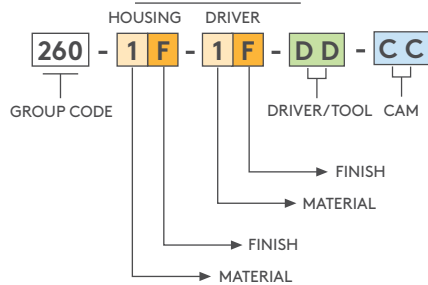 HOUSING DRIVER
260 - 1 F - 1 F - D D - C C
GROUP CODE DRIVER/TOOL CAM
FINISH
MATERIAL
FINISH
MATERIAL